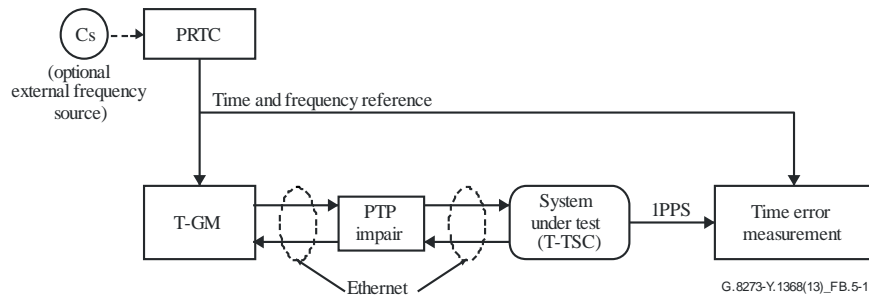 Cs
PRTC
(optional
external frequency
source)
Time and frequency reference
T-GM
PTP
impair
System
under test
(T-TSC)
1PPS
Time error
measurement
Ethernet
G.8273-Y.1368(13)_FB.5-1